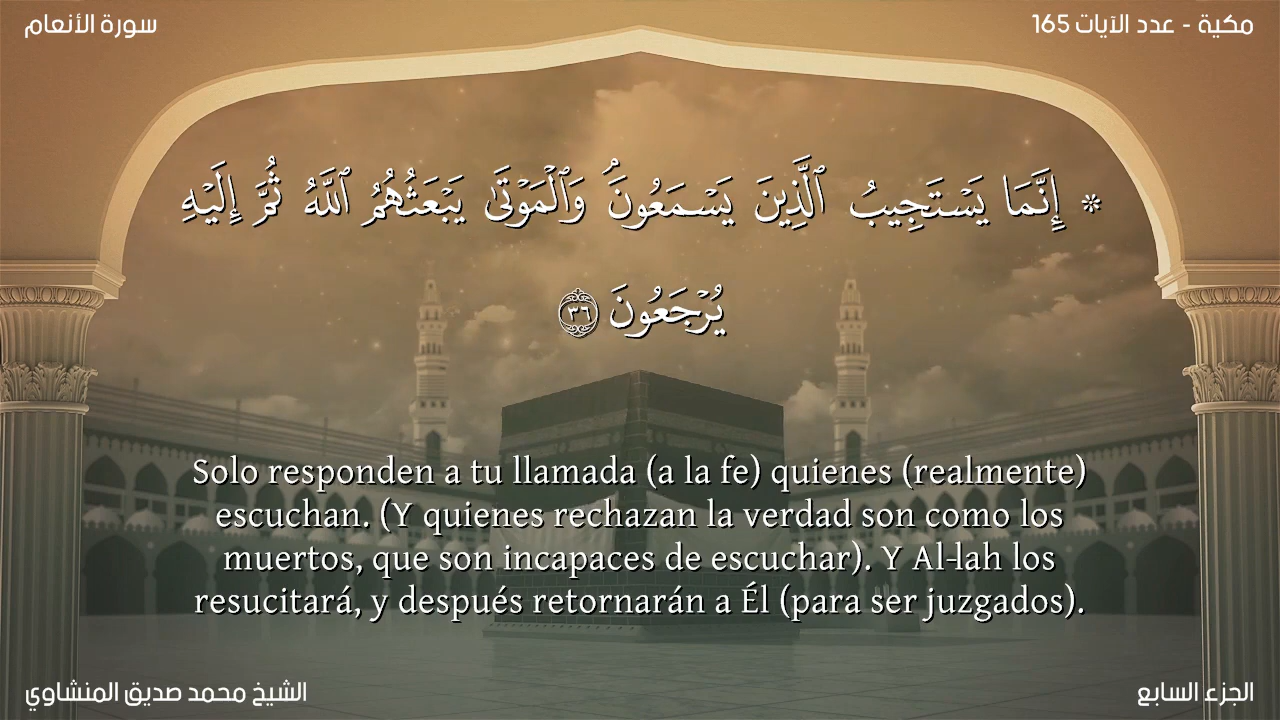 سورة الأنعام
مكية - عدد الآيات 165
* إِنَّمَا يَسْتَجِيبُ ٱلَّذِينَ يَسْمَعُونَۘ وَٱلْمَوْتَىٰ يَبْعَثُهُمُ ٱللَّهُ ثُمَّ إِلَيْهِ
يُرْجَعُونَ ٣٦
Solo responden a tu llamada (a la fe) quienes (realmente)
escuchan. (Y quienes rechazan la verdad son como los
muertos, que son incapaces de escuchar). Y Al-lah los
resucitará, y después retornarán a Él (para ser juzgados).
الشيخ محمد صديق المنشاوي
الجزء السابع